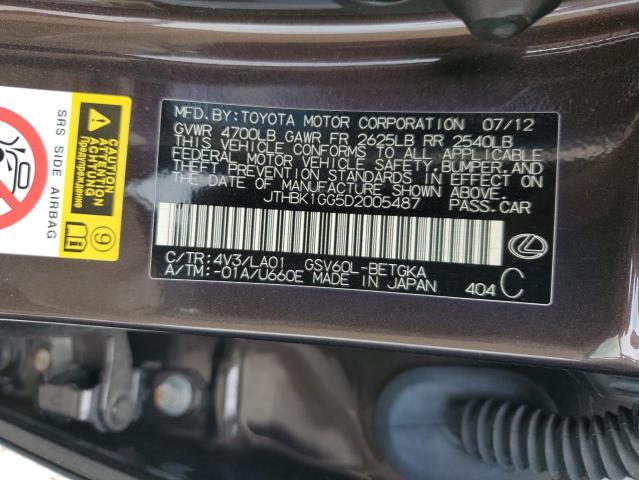 MFD. BY: TOYOTA MOTOR CORPORATION 07/12
GVWR 4700LB GAWR FR 2625LB RR 2540LB
THIS VEHICLE CONFORMS TO ALL APPLICABLE
FEDERAL MOTOR VEHICLE SAFETY, BUMPER, AND
THEFT PREVENTION STANDARDS IN EFFECT ON
THE DATE OF MANUFACTURE SHOWN ABOVE.
JTHBK1GG5D2005487 PASS. CAR
C/TR: 4V3/LA01 GSV60L-BETGKA
A/TM: -01A/U660E MADE IN JAPAN 404 C
SRS SIDE AIRBAG
ATTENTION
ACHTUNG
Предупреждение
9